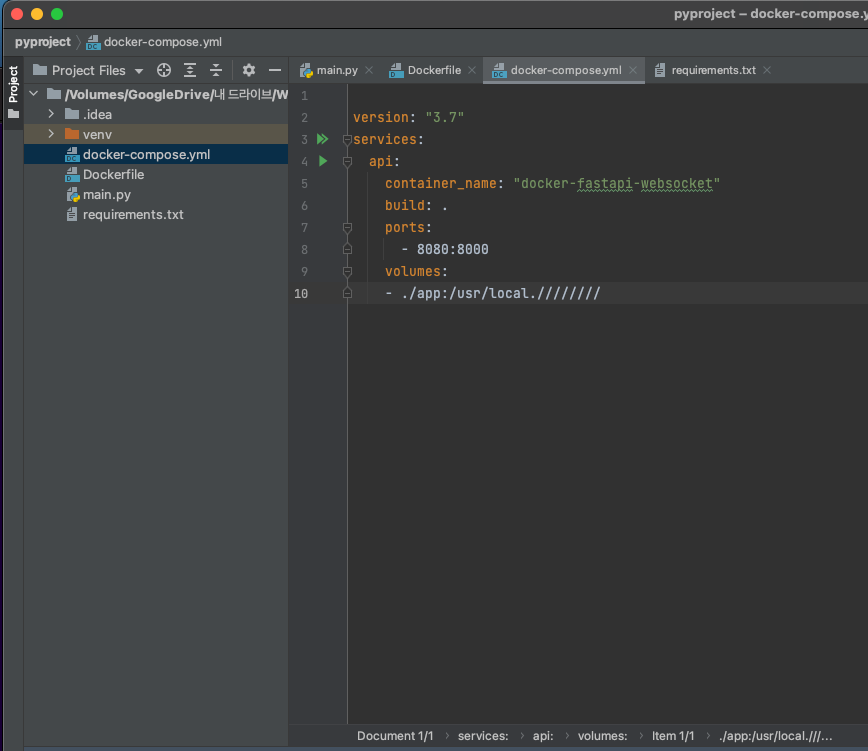 pyproject – docker-compose.y
pyproject docker-compose.yml
Project
Project Files
main.py
Dockerfile
docker-compose.yml
requirements.txt
/Volumes/GoogleDrive/내 드라이브/W
.idea
venv
docker-compose.yml
Dockerfile
main.py
requirements.txt
1
2 version: "3.7"
3 services:
4 api:
5 container_name: "docker-fastapi-websocket"
6 build: .
7 ports:
8 - 8080:8000
9 volumes:
10 - ./app:/usr/local.////////
Document 1/1 › services: › api: › volumes: › Item 1/1 › ./app:/usr/local.///...